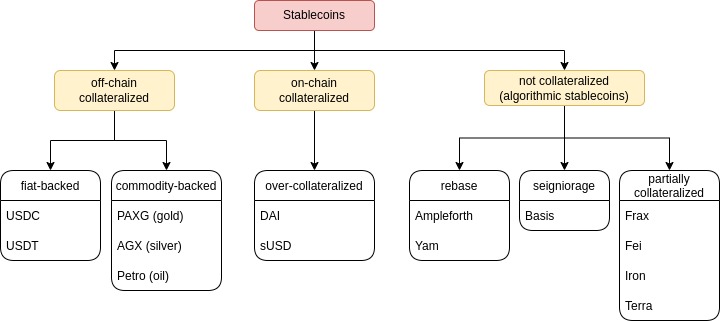 Stablecoins
off-chain
collateralized
on-chain
collateralized
not collateralized
(algorithmic stablecoins)
fiat-backed
USDC
USDT
commodity-backed
PAXG (gold)
AGX (silver)
Petro (oil)
over-collateralized
DAI
sUSD
rebase
Ampleforth
Yam
seigniorage
Basis
partially
collateralized
Frax
Fei
Iron
Terra